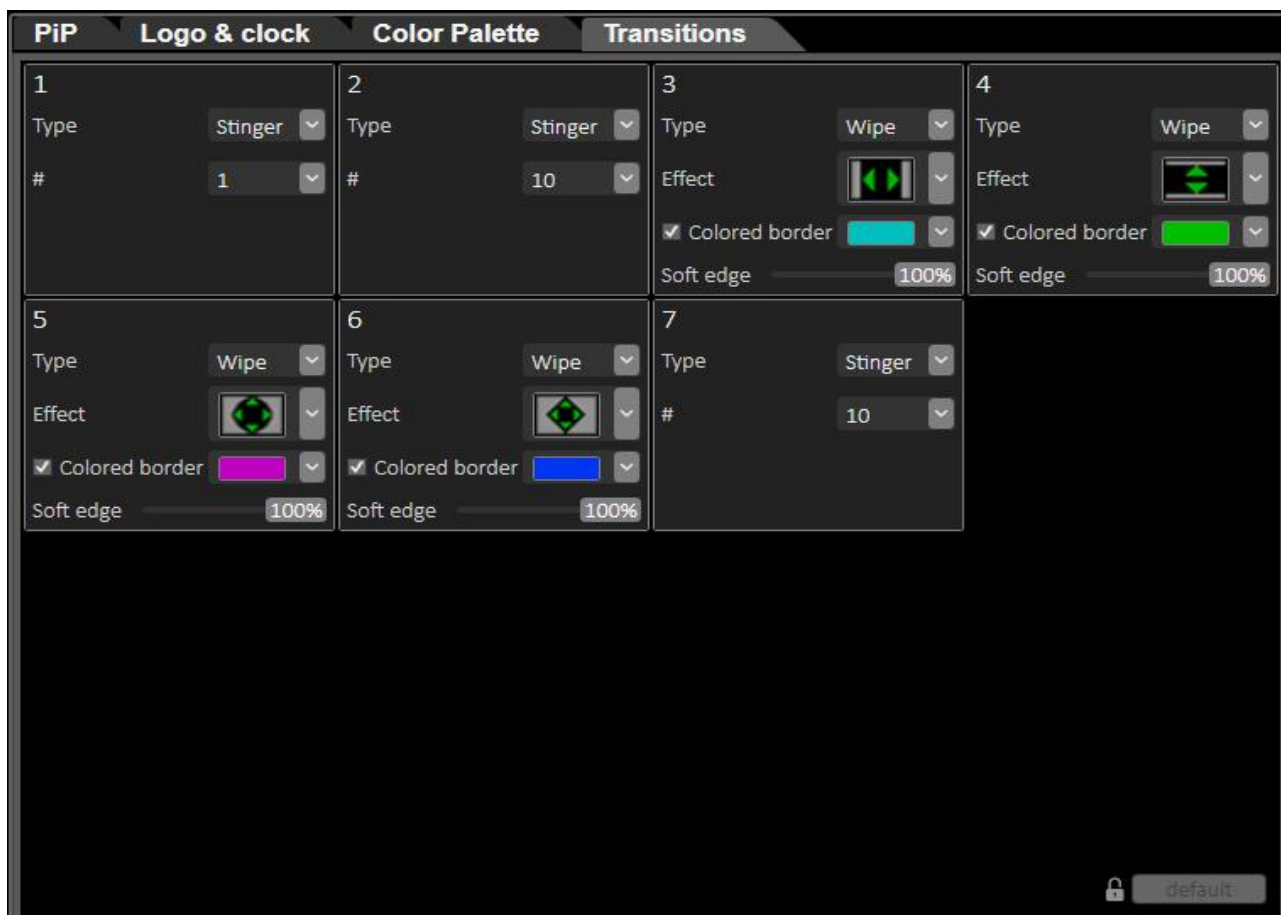 PiP Logo & clock Color Palette Transitions
1 2 3 4
Type Stinger Type Stinger Type Wipe Type Wipe
# 1 # 10 Effect Effect
Colored border Colored border
Soft edge 100% Soft edge 100%
5 6 7
Type Wipe Type Wipe Type Stinger
Effect Effect # 10
Colored border Colored border
Soft edge 100% Soft edge 100%
default